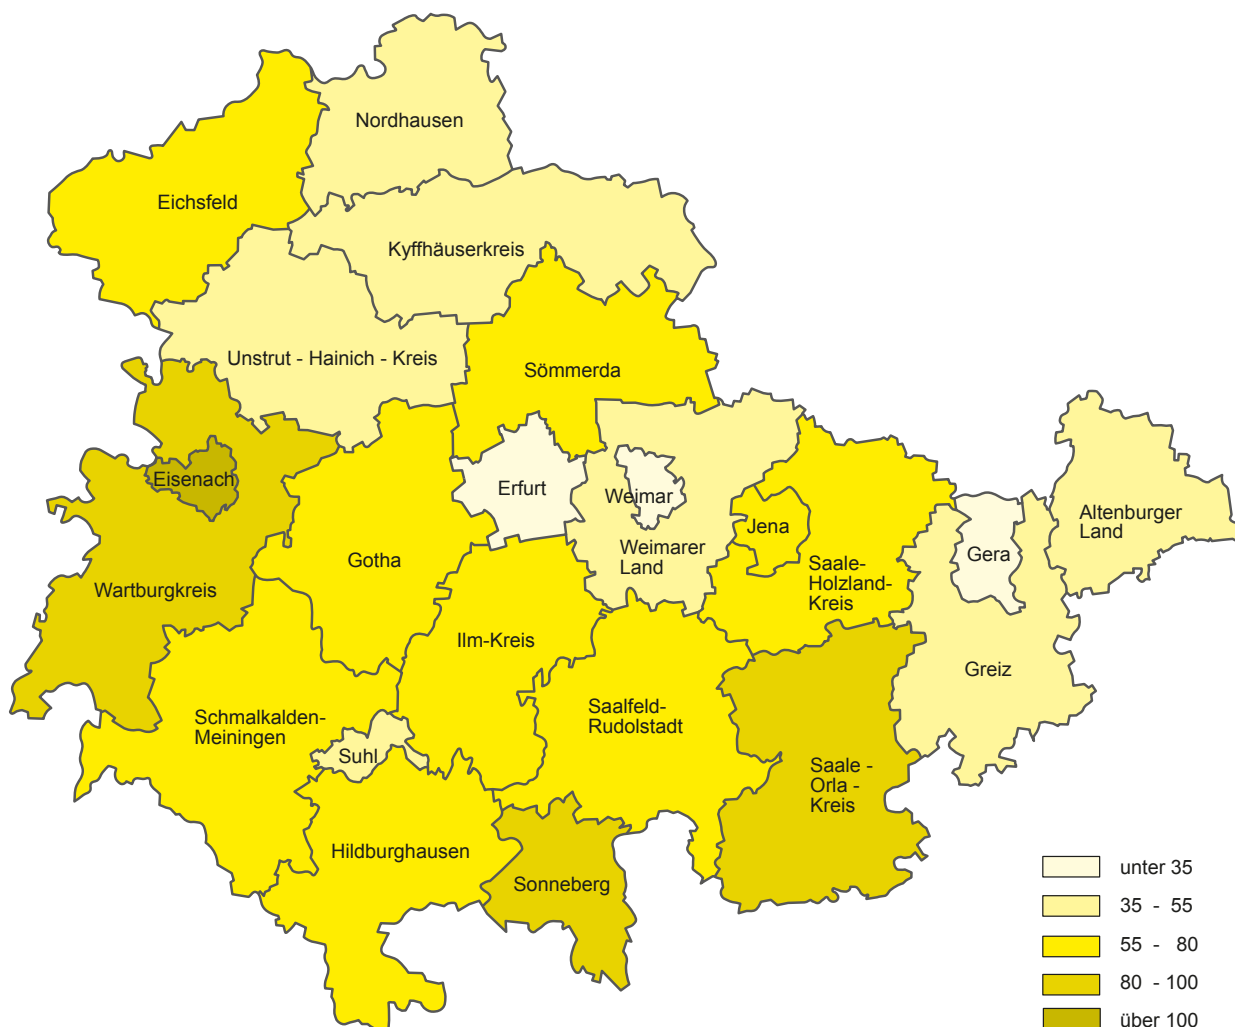 Nordhausen
Eichsfeld
Kyffhäuserkreis
Unstrut - Hainich - Kreis
Sömmerda
Eisenach
Erfurt
Weimar
Altenburger
Land
Jena
Weimarer
Land
Gera
Gotha
Saale-
Holzland-
Kreis
Wartburgkreis
Ilm-Kreis
Greiz
Saalfeld-
Rudolstadt
Schmalkalden-
Meiningen
Suhl
Saale -
Orla -
Kreis
Hildburghausen
Sonneberg
unter 35
35 - 55
55 - 80
80 - 100
über 100